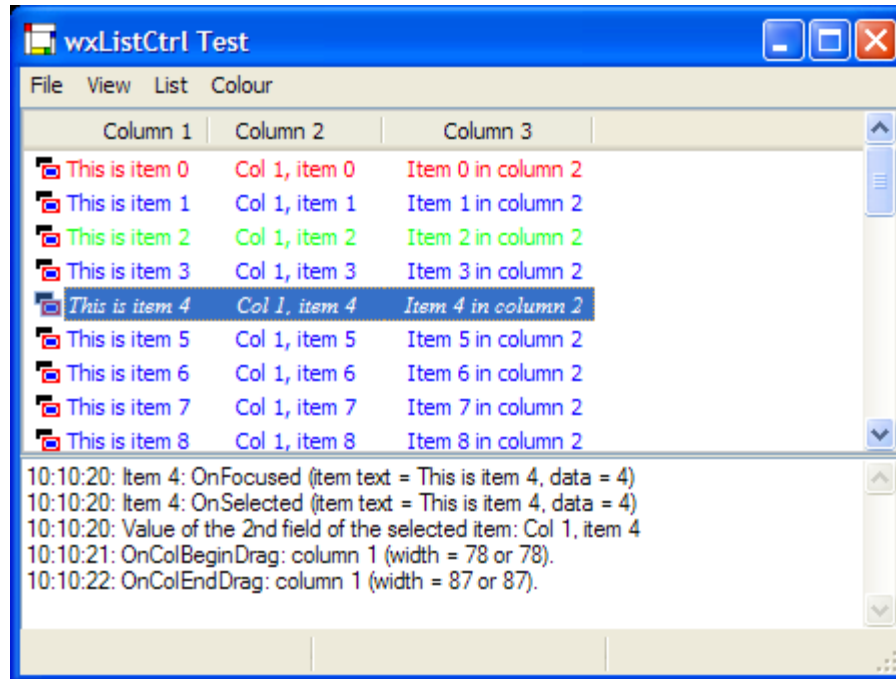 wxListCtrl Test
File View List Colour
Column 1 Column 2 Column 3
This is item 0 Col 1, item 0 Item 0 in column 2
This is item 1 Col 1, item 1 Item 1 in column 2
This is item 2 Col 1, item 2 Item 2 in column 2
This is item 3 Col 1, item 3 Item 3 in column 2
This is item 4 Col 1, item 4 Item 4 in column 2
This is item 5 Col 1, item 5 Item 5 in column 2
This is item 6 Col 1, item 6 Item 6 in column 2
This is item 7 Col 1, item 7 Item 7 in column 2
This is item 8 Col 1, item 8 Item 8 in column 2
10:10:20: Item 4: OnFocused (item text = This is item 4, data = 4)
10:10:20: Item 4: OnSelected (item text = This is item 4, data = 4)
10:10:20: Value of the 2nd field of the selected item: Col 1, item 4
10:10:21: OnColBeginDrag: column 1 (width = 78 or 78).
10:10:22: OnColEndDrag: column 1 (width = 87 or 87).